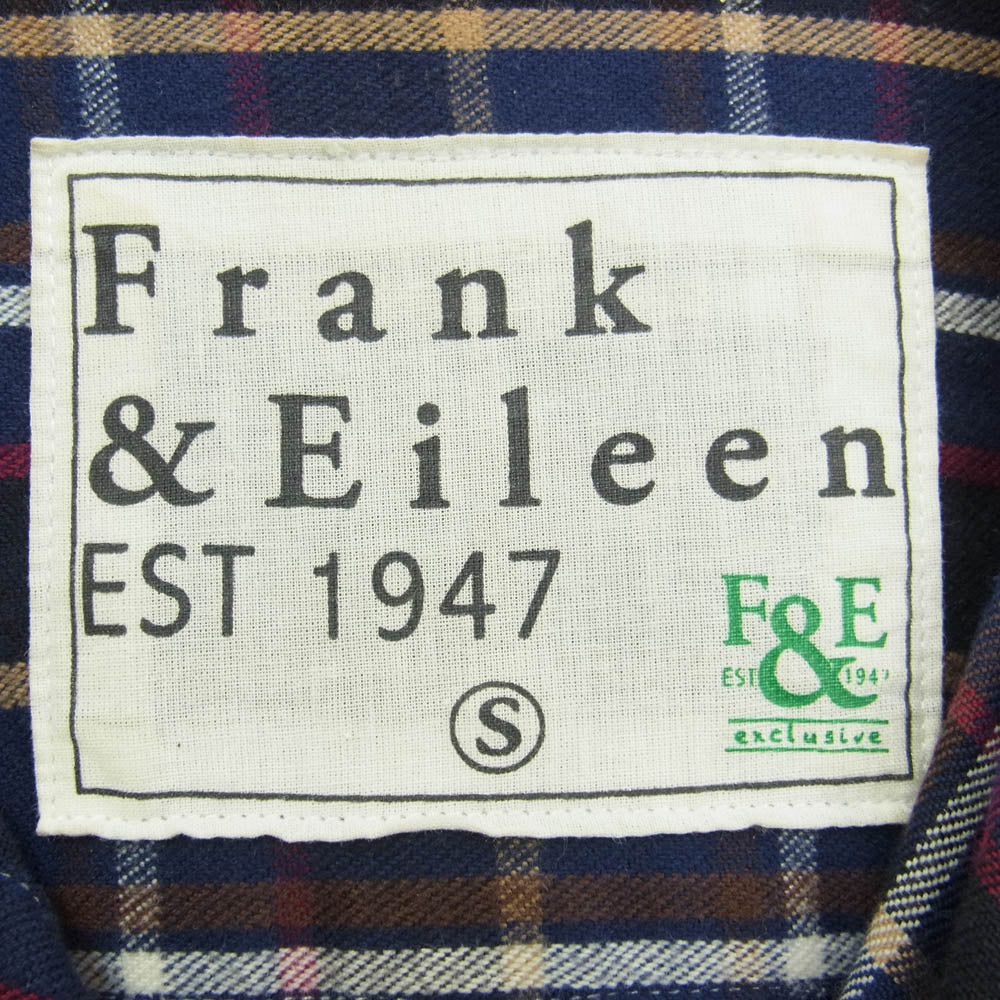 Frank
& Eileen
EST 1947
S
F&E
EST 1947
exclusive